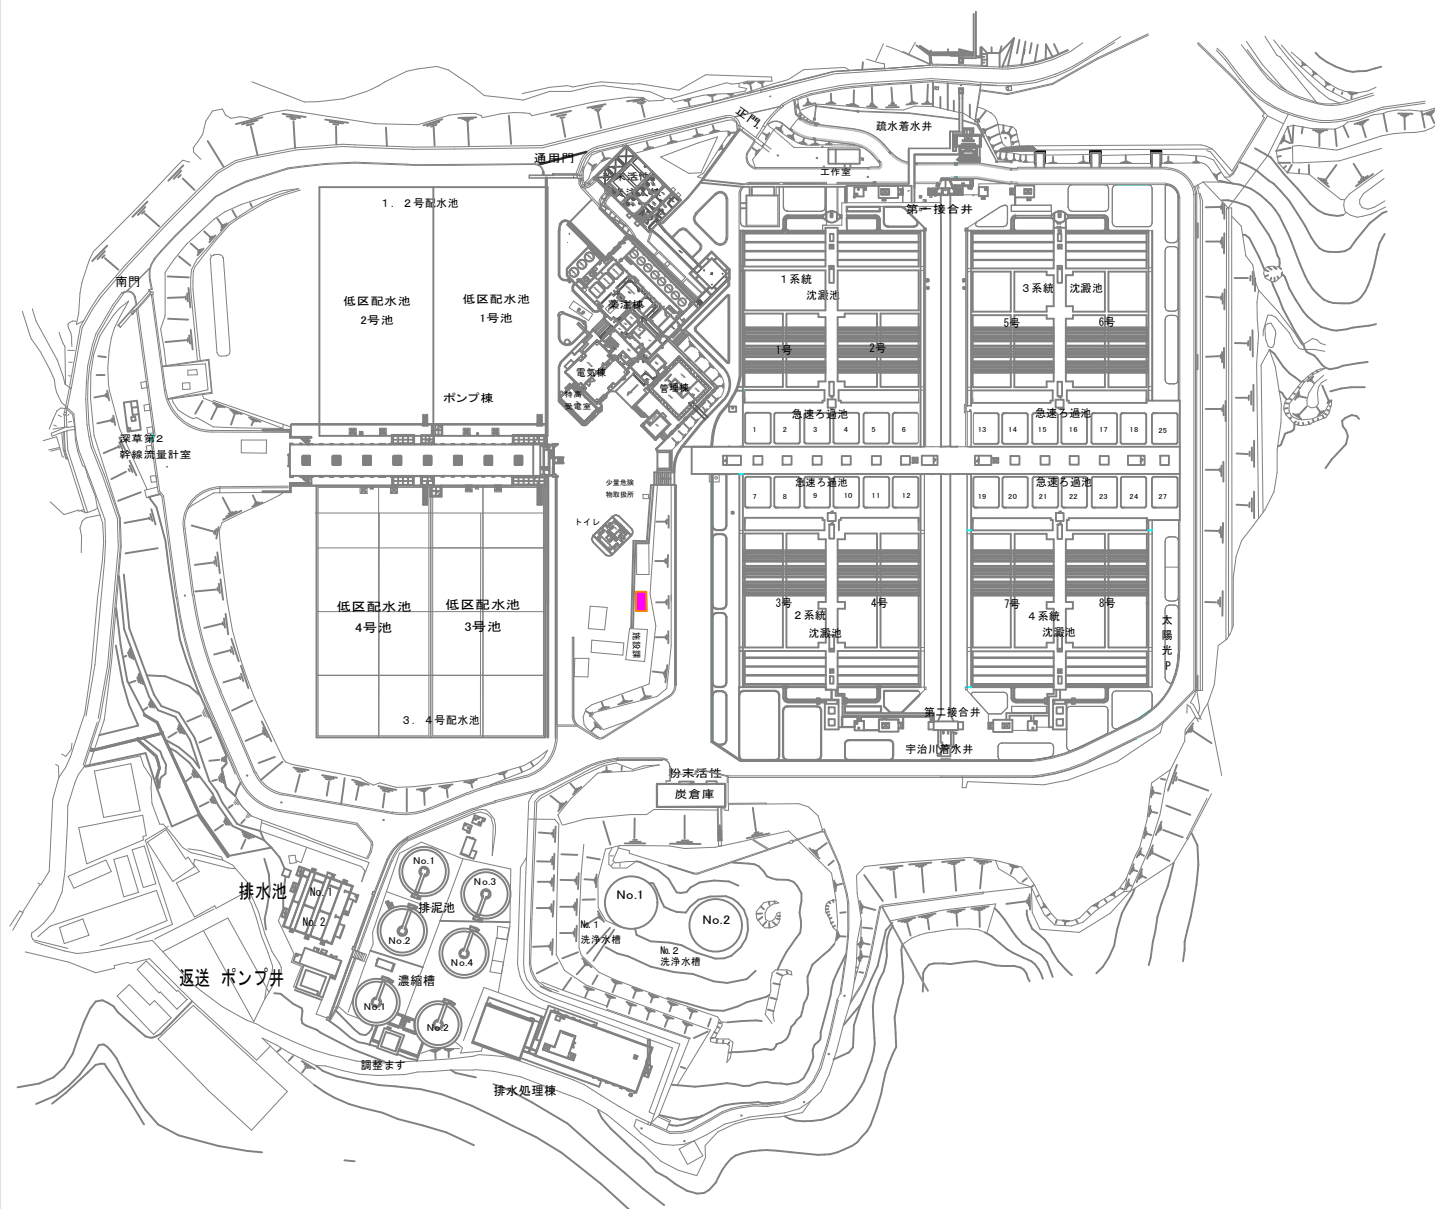 正門
疏水着水井
通用門
工作室
末活性
1．2号配水池
第一接合井
南門
1系統
沈澱池
3系統
沈澱池
低区配水池
2号池
低区配水池
1号池
薬注棟
1号
2号
5号
6号
電気棟
管理棟
特高
受電室
ポンプ棟
急速ろ過池
急速ろ過池
1
2
3
4
5
6
13
14
15
16
17
18
25
深草第2
幹線流量計室
少量危険
物取扱所
急速ろ過池
急速ろ過池
7
8
9
10
11
12
19
20
21
22
23
24
27
トイレ
低区配水池
4号池
低区配水池
3号池
3号
4号
7号
8号
2系統
沈澱池
4系統
沈澱池
太陽光P
施設課
3．4号配水池
第二接合井
宇治川着水井
粉末活性
炭倉庫
排水池
No.1
No.2
No.1
No.3
排泥池
No.2
No.4
No.1
No.2
No.1
洗浄水槽
No.2
洗浄水槽
返送 ポンプ井
濃縮槽
No.1
No.2
調整ます
排水処理棟